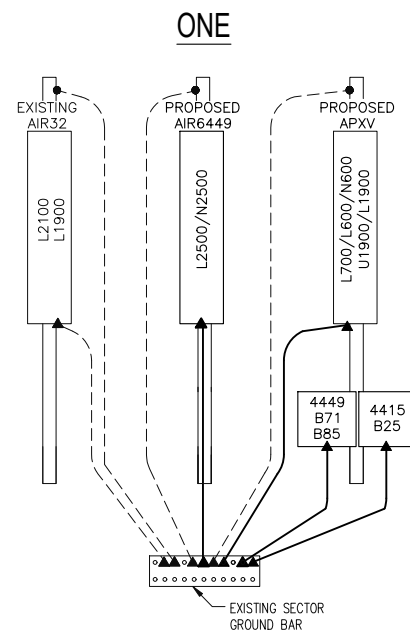 ONE
EXISTING
AIR32
PROPOSED
AIR6449
PROPOSED
APXV
L2100
L1900
L2500/N2500
L700/L600/N600
U1900/L1900
4449
B71
B85
4415
B25
EXISTING SECTOR
GROUND BAR